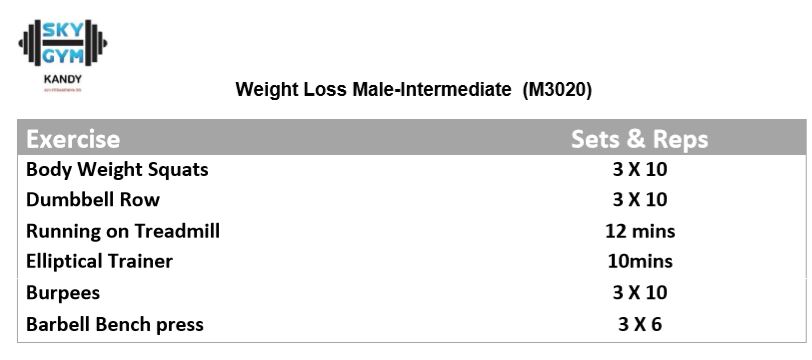 SKY
GYM
KANDY
Weight Loss Male-Intermediate (M3020)
Exercise Sets & Reps
Body Weight Squats 3 X 10
Dumbbell Row 3 X 10
Running on Treadmill 12 mins
Elliptical Trainer 10mins
Burpees 3 X 10
Barbell Bench press 3 X 6